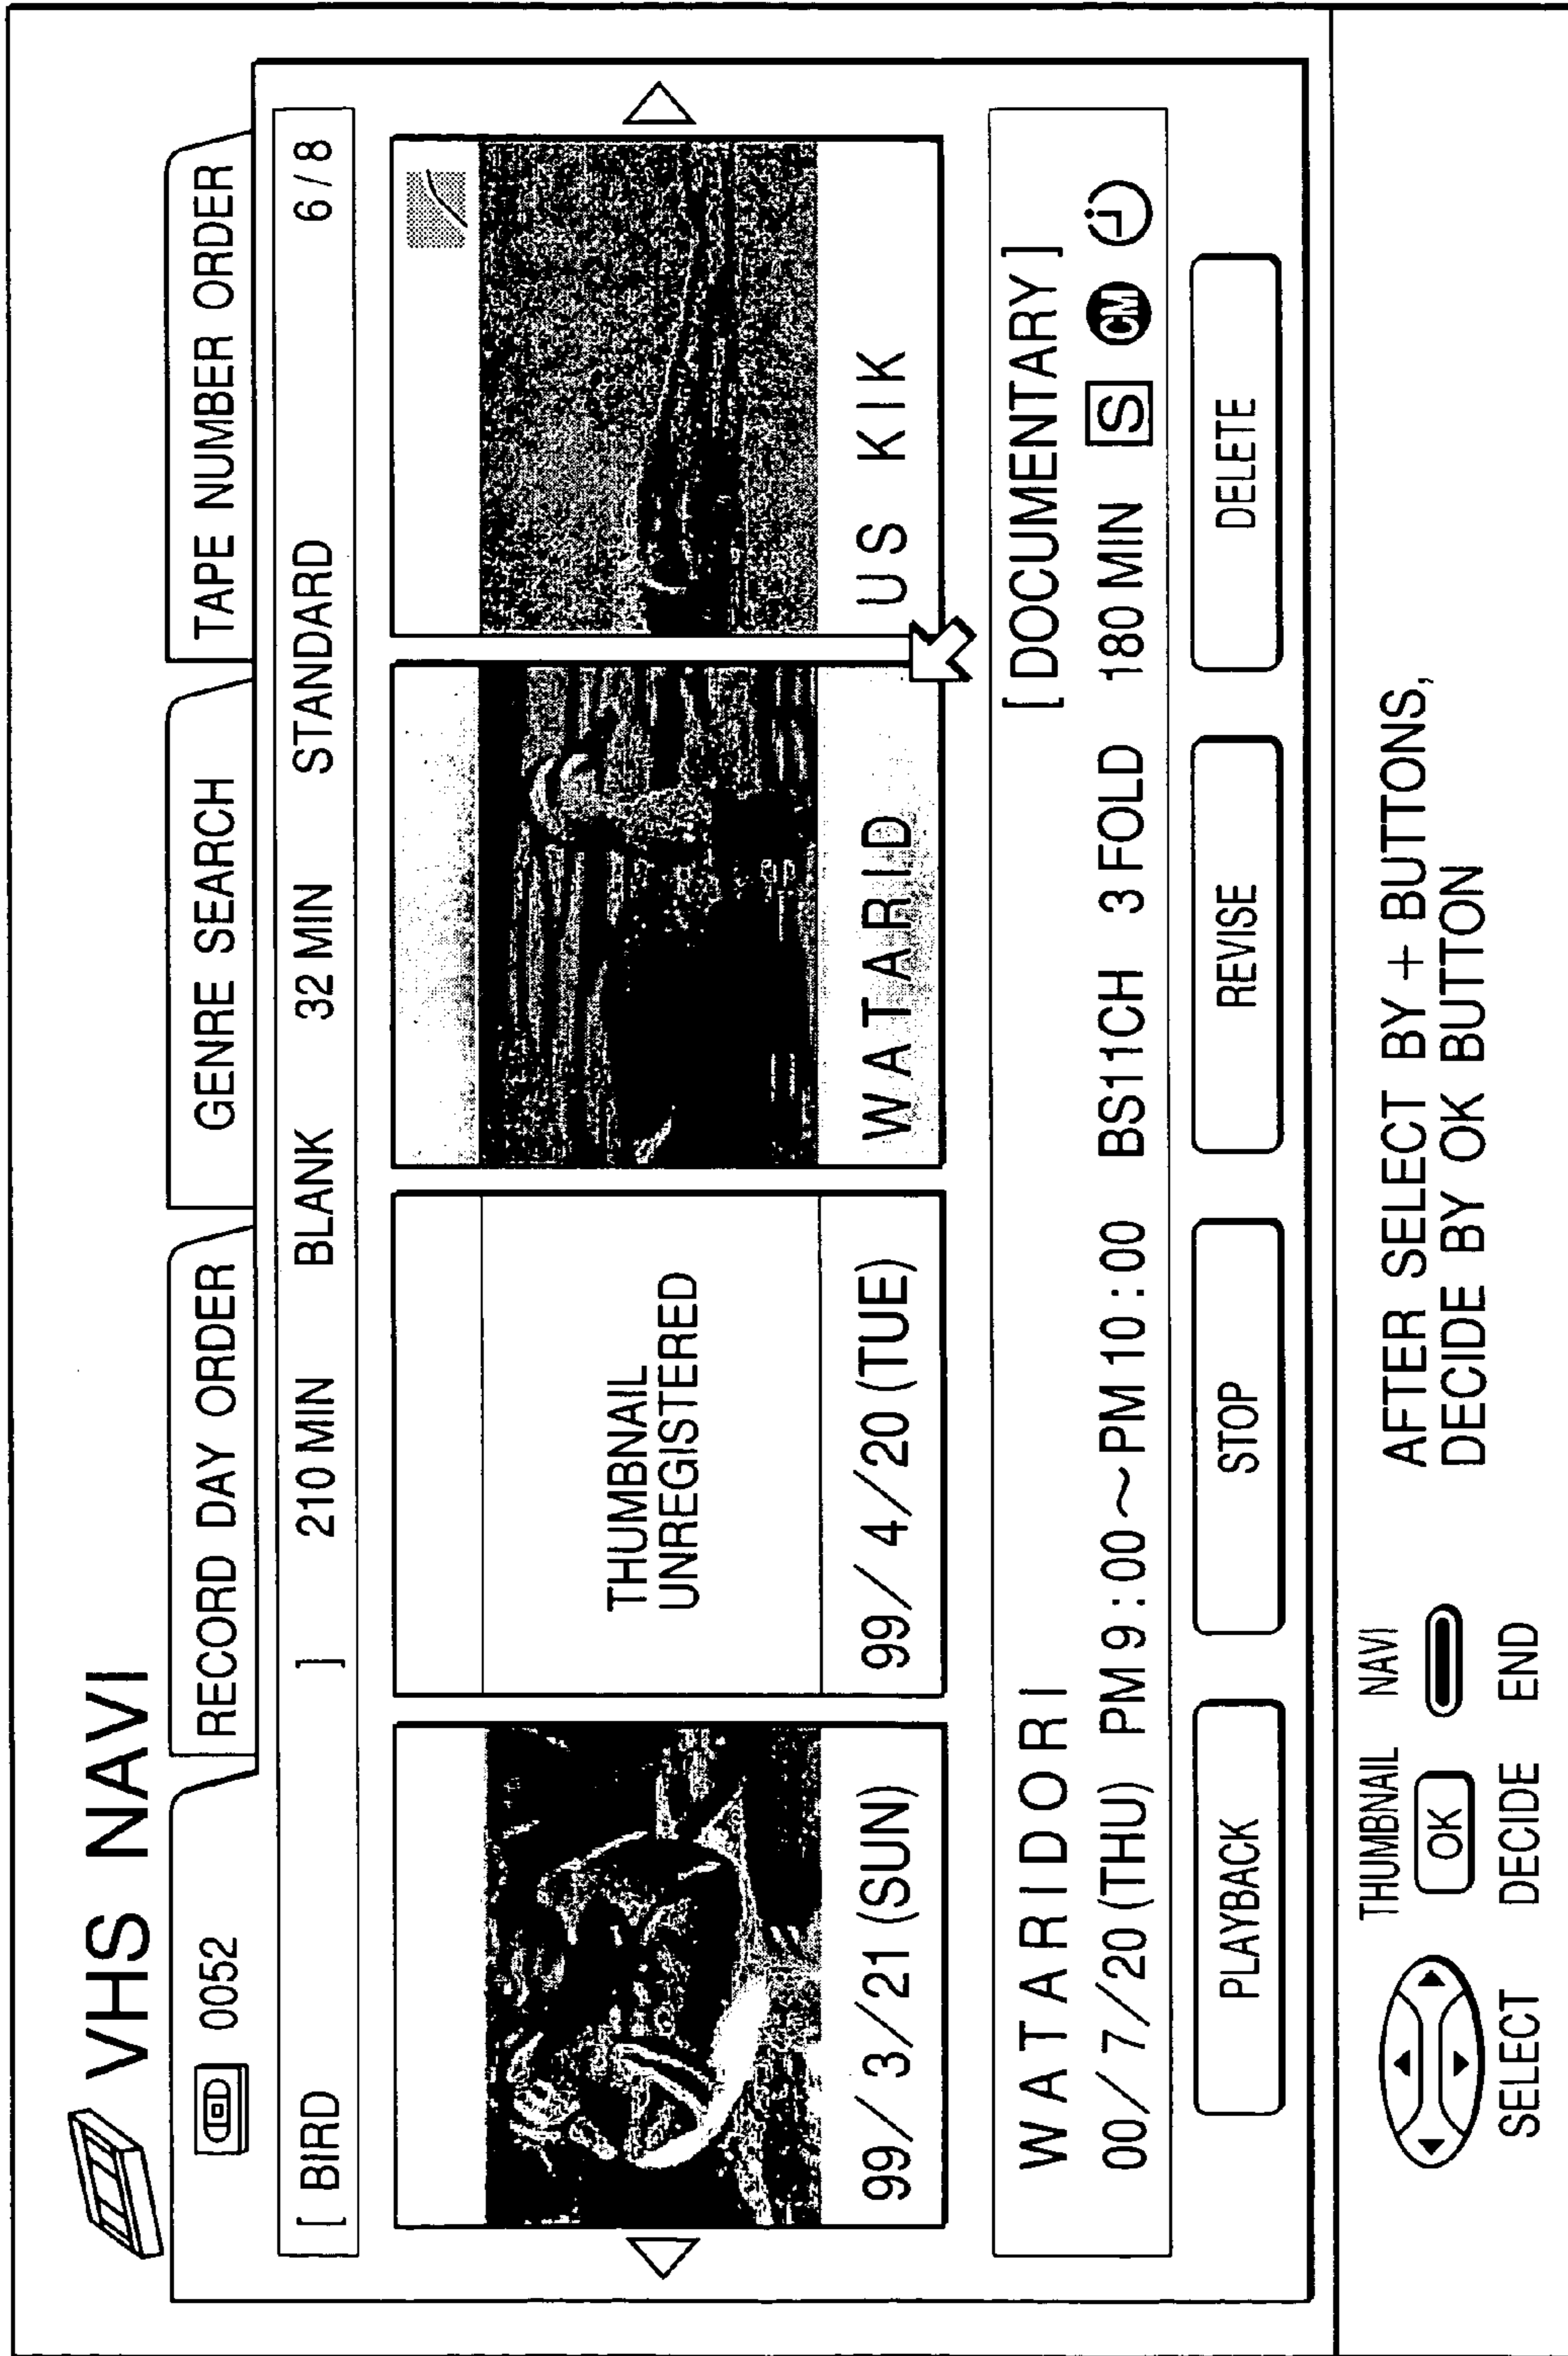 VHS NAVI
0052
RECORD DAY ORDER
GENRE SEARCH
TAPE NUMBER ORDER
[ BIRD ] 210 MIN BLANK 32 MIN STANDARD 6 / 8
99 / 3 / 21 (SUN)
THUMBNAIL
UNREGISTERED
99 / 4 / 20 (TUE)
WATARID
US KIK
WATARIDORI [ DOCUMENTARY ]
00 / 7 / 20 (THU) PM 9 : 00 ~ PM 10 : 00 BS11CH 3 FOLD 180 MIN S CM
PLAYBACK
STOP
REVISE
DELETE
THUMBNAIL NAVI
OK
SELECT DECIDE END
AFTER SELECT BY + BUTTONS,
DECIDE BY OK BUTTON